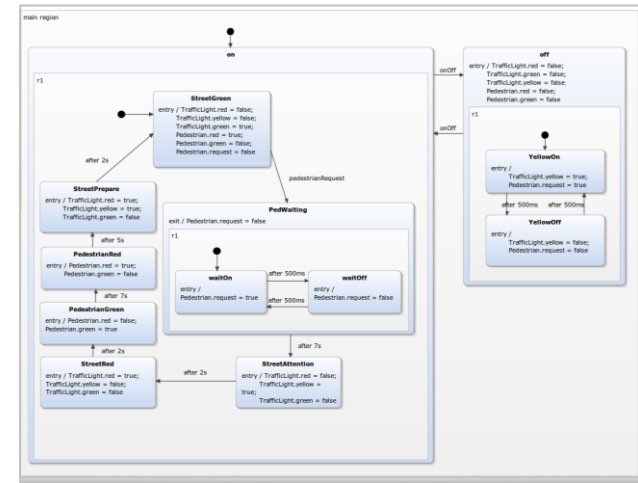 main region
on
r1
StreetGreen
entry / TrafficLight.red = false;
TrafficLight.yellow = false;
TrafficLight.green = true;
Pedestrian.red = true;
Pedestrian.green = false;
Pedestrian.request = false
after 2s
pedestrianRequest
StreetPrepare
entry / TrafficLight.red = true;
TrafficLight.yellow = true;
TrafficLight.green = false
after 5s
PedestrianRed
entry / Pedestrian.red = true;
Pedestrian.green = false
after 7s
PedestrianGreen
entry / Pedestrian.red = false;
Pedestrian.green = true
after 2s
StreetRed
entry / TrafficLight.red = true;
TrafficLight.yellow = false;
TrafficLight.green = false
after 2s
PedWaiting
exit / Pedestrian.request = false
r1
waitOn
entry /
Pedestrian.request = true
after 500ms
after 500ms
waitOff
entry /
Pedestrian.request = false
after 7s
StreetAttention
entry / TrafficLight.red = false;
TrafficLight.yellow =
true;
TrafficLight.green = false
onOff
onOff
off
entry / TrafficLight.red = false;
TrafficLight.green = false;
TrafficLight.yellow = false;
Pedestrian.red = false;
Pedestrian.green = false
r1
YellowOn
entry /
TrafficLight.yellow = true;
Pedestrian.request = true
after 500ms
after 500ms
YellowOff
entry /
TrafficLight.yellow = false;
Pedestrian.request = false